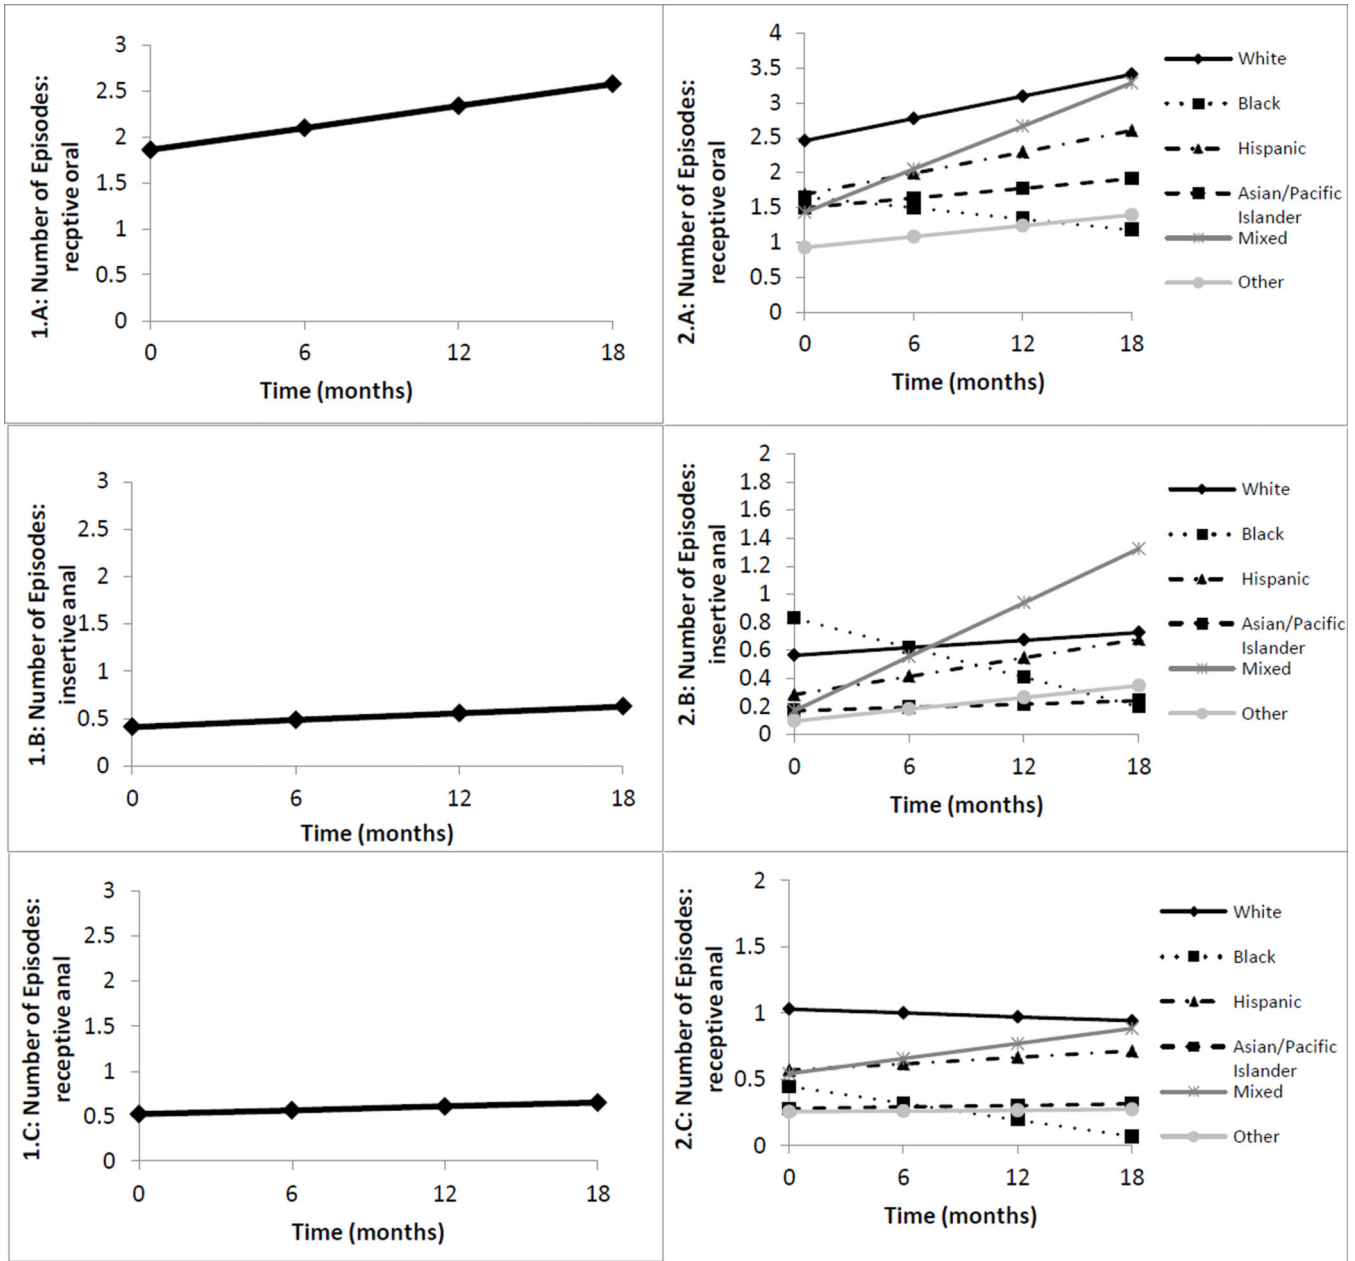 1.A: Number of Episodes:
recptive oral
3
2.5
2
1.5
1
0.5
0
0 6 12 18
Time (months)
2.A: Number of Episodes:
receptive oral
4
3.5
3
2.5
2
1.5
1
0.5
0
0 6 12 18
Time (months)
White
Black
Hispanic
Asian/Pacific
Islander
Mixed
Other
1.B: Number of Episodes:
insertive anal
3
2.5
2
1.5
1
0.5
0
0 6 12 18
Time (months)
2.B: Number of Episodes:
insertive anal
2
1.8
1.6
1.4
1.2
1
0.8
0.6
0.4
0.2
0
0 6 12 18
Time (months)
White
Black
Hispanic
Asian/Pacific
Islander
Mixed
Other
1.C: Number of Episodes:
receptive anal
3
2.5
2
1.5
1
0.5
0
0 6 12 18
Time (months)
2.C: Number of Episodes:
receptive anal
2
1.5
1
0.5
0
0 6 12 18
Time (months)
White
Black
Hispanic
Asian/Pacific
Islander
Mixed
Other